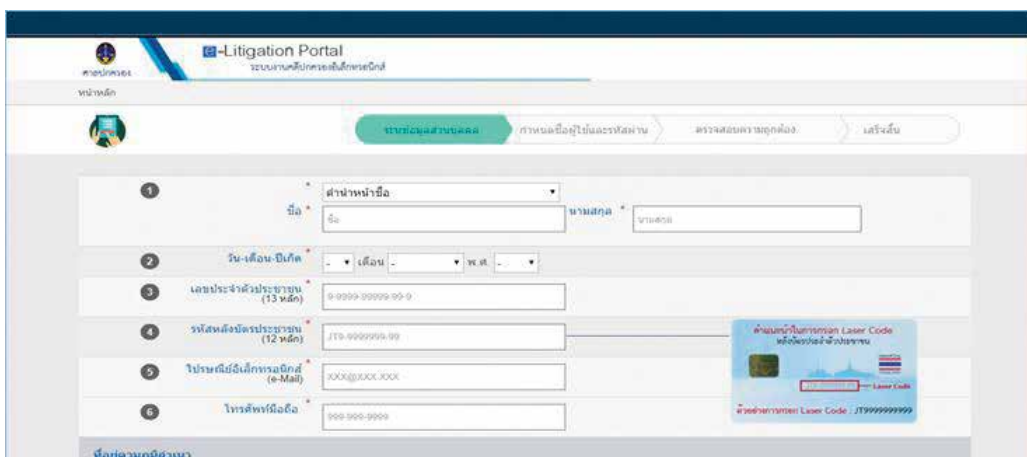 e-Litigation Portal
ระบบงานคดีปกครองอิเล็กทรอนิกส์
ศาลปกครอง
หน้าหลัก
กำหนดชื่อผู้ใช้และรหัสผ่าน
ตรวจสอบความถูกต้อง
เสร็จสิ้น
1
* คำนำหน้าชื่อ
ชื่อ * ชื่อ นามสกุล * นามสกุล
2 วัน-เดือน-ปีเกิด * - เดือน - พ.ศ. -
3 เลขประจำตัวประชาชน * 9-9999-99999-99-9
(13 หลัก)
4 รหัสหลังบัตรประชาชน * JT9-9999999-99
(12 หลัก)
คำแนะนำในการกรอก Laser Code
หลังบัตรประจำตัวประชาชน
Laser Code
ตัวอย่างการกรอก Laser Code : JT9999999999
5 ไปรษณีย์อิเล็กทรอนิกส์ * XXX@XXX.XXX
(e-Mail)
6 โทรศัพท์มือถือ * 999-999-9999
ที่อยู่ตามภูมิลำเนา